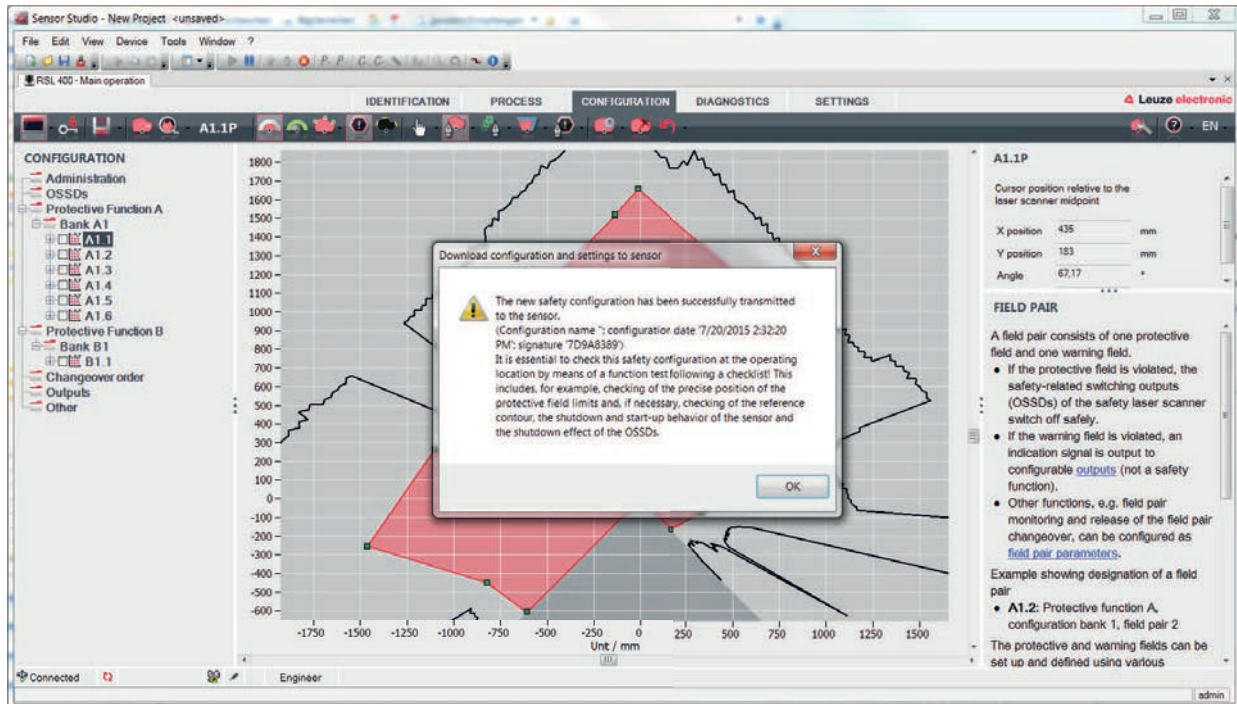 Sensor Studio - New Project <unsaved>
File Edit View Device Tools Window ?
RSL 400 - Main operation
IDENTIFICATION PROCESS CONFIGURATION DIAGNOSTICS SETTINGS
Leuze electronic
A1.1P
EN
CONFIGURATION
Administration
OSSDs
Protective Function A
Bank A1
A1.1
A1.2
A1.3
A1.4
A1.5
A1.6
Protective Function B
Bank B1
B1.1
Changeover order
Outputs
Other
1800
1700
1600
1500
1400
1300
1200
1100
1000
900
800
700
600
500
400
300
200
100
0
-100
-200
-300
-400
-500
-600
-1750 -1500 -1250 -1000 -750 -500 -250 0 250 500 750 1000 1250 1500
Unt / mm
Download configuration and settings to sensor
The new safety configuration has been successfully transmitted
to the sensor.
(Configuration name ''; configuration date '7/20/2015 2:32:20
PM'; signature '7D9A8389')
It is essential to check this safety configuration at the operating
location by means of a function test following a checklist! This
includes, for example, checking of the precise position of the
protective field limits and, if necessary, checking of the reference
contour, the shutdown and start-up behavior of the sensor and
the shutdown effect of the OSSDs.
OK
A1.1P
Cursor position relative to the
laser scanner midpoint
X position 435 mm
Y position 183 mm
Angle 67,17 °
FIELD PAIR
A field pair consists of one protective
field and one warning field.
• If the protective field is violated, the
safety-related switching outputs
(OSSDs) of the safety laser scanner
switch off safely.
• If the warning field is violated, an
indication signal is output to
configurable outputs (not a safety
function).
• Other functions, e.g. field pair
monitoring and release of the field pair
changeover, can be configured as
field pair parameters.
Example showing designation of a field
pair
• A1.2: Protective function A,
configuration bank 1, field pair 2
The protective and warning fields can be
set up and defined using various
Connected
Engineer
admin